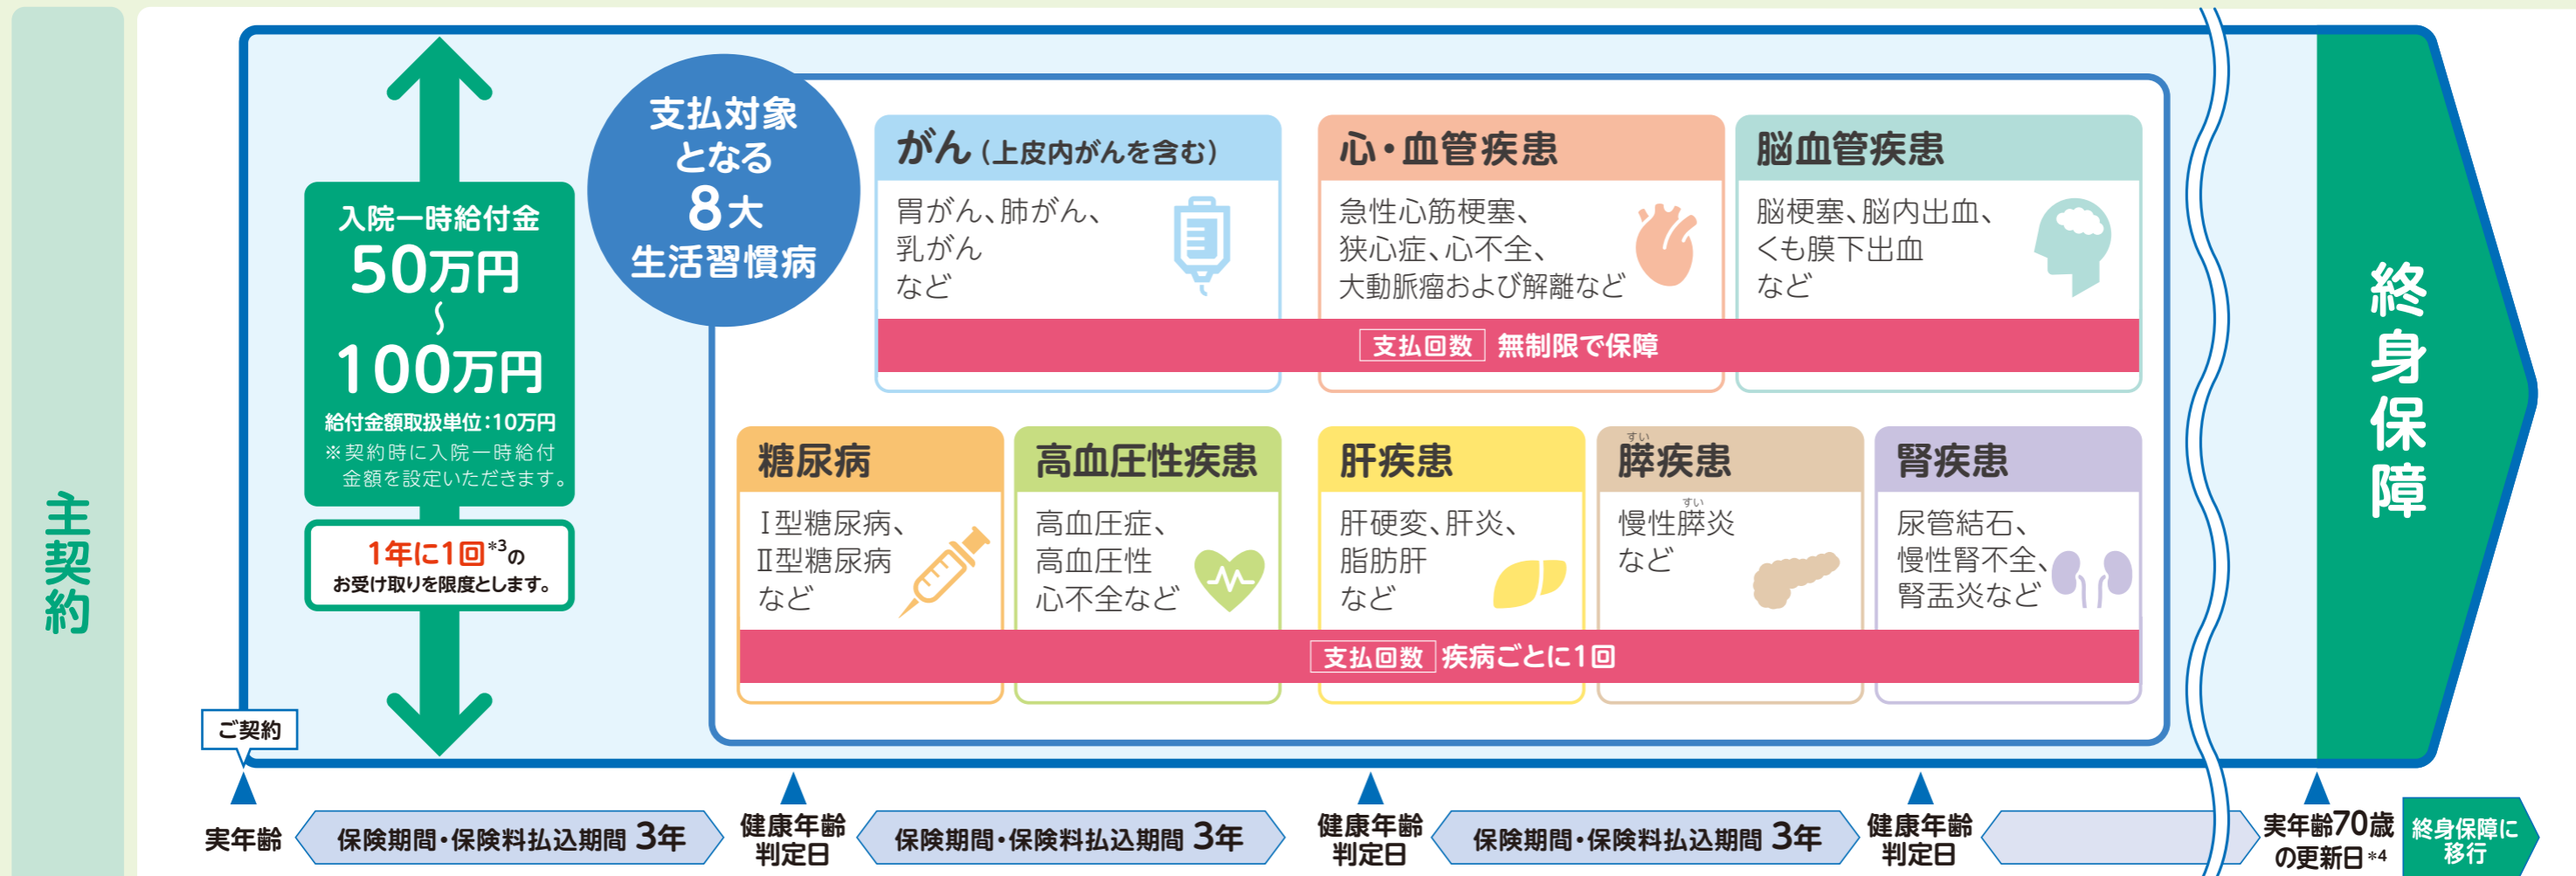 主契約
入院一時給付金
50万円
〜
100万円
給付金額取扱単位:10万円
※契約時に入院一時給付
金額を設定いただきます。
1年に1回*3の
お受け取りを限度とします。
支払対象
となる
8大
生活習慣病
がん(上皮内がんを含む)
胃がん、肺がん、
乳がん
など
心・血管疾患
急性心筋梗塞、
狭心症、心不全、
大動脈瘤および解離など
脳血管疾患
脳梗塞、脳内出血、
くも膜下出血
など
支払回数 無制限で保障
糖尿病
Ⅰ型糖尿病、
Ⅱ型糖尿病
など
高血圧性疾患
高血圧症、
高血圧性
心不全など
肝疾患
肝硬変、肝炎、
脂肪肝
など
すい
膵疾患
すい
慢性膵炎
など
腎疾患
尿管結石、
慢性腎不全、
腎盂炎など
支払回数 疾病ごとに1回
終身保障
ご契約
実年齢
保険期間・保険料払込期間 3年
健康年齢
判定日
保険期間・保険料払込期間 3年
健康年齢
判定日
保険期間・保険料払込期間 3年
健康年齢
判定日
実年齢70歳
の更新日*4
終身保障に
移行